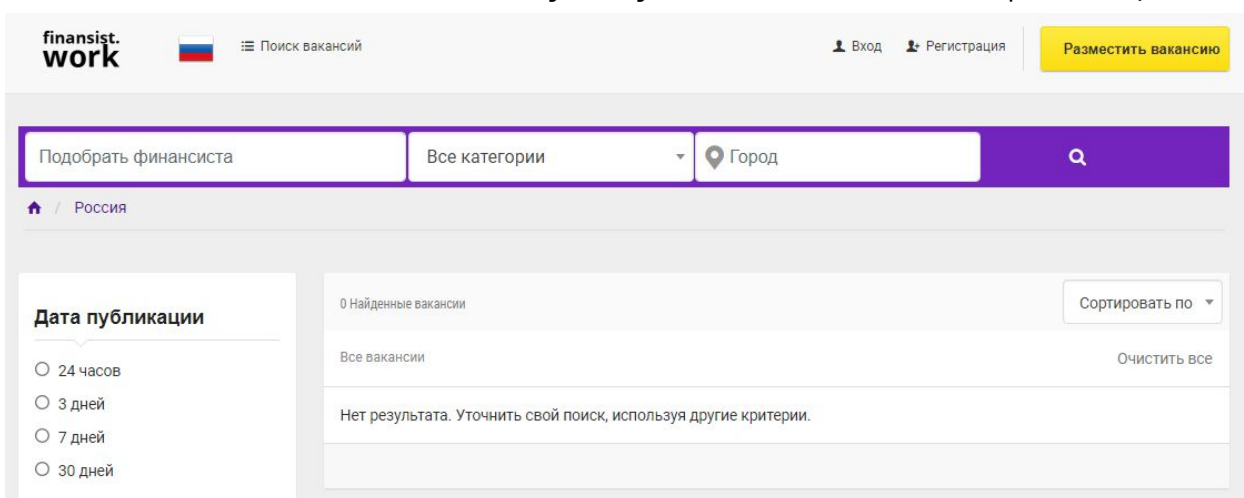 finansist.
work
Поиск вакансий
Вход
Регистрация
Разместить вакансию
Подобрать финансиста
Все категории
Город
/ Россия
Дата публикации
24 часов
3 дней
7 дней
30 дней
0 Найденные вакансии
Сортировать по
Все вакансии
Очистить все
Нет результата. Уточнить свой поиск, используя другие критерии.